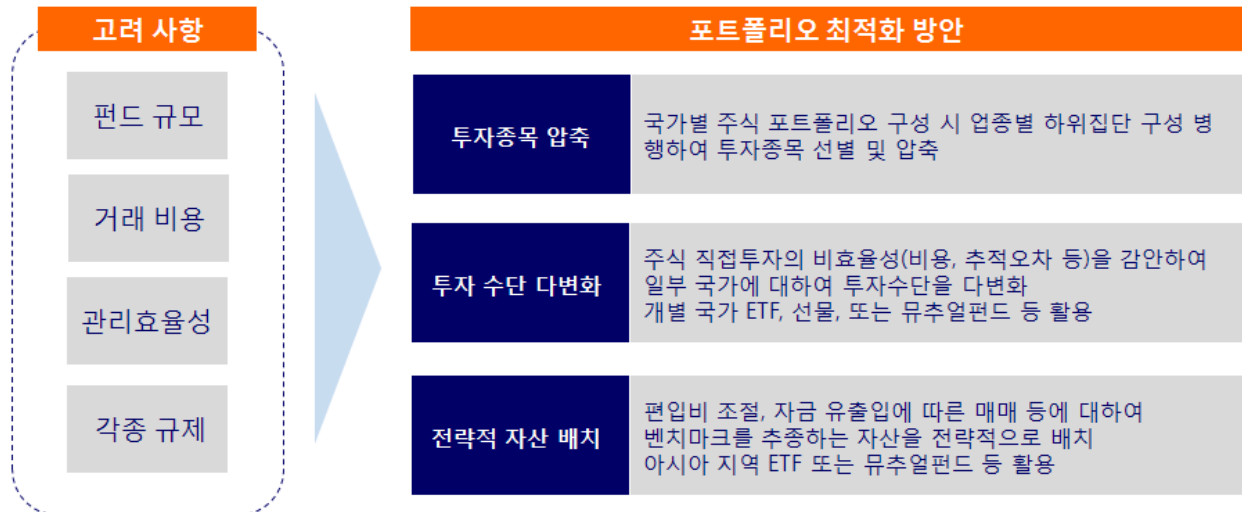 고려 사항
펀드 규모
거래 비용
관리효율성
각종 규제
포트폴리오 최적화 방안
투자종목 압축
국가별 주식 포트폴리오 구성 시 업종별 하위집단 구성 병
행하여 투자종목 선별 및 압축
투자 수단 다변화
주식 직접투자의 비효율성(비용, 추적오차 등)을 감안하여
일부 국가에 대하여 투자수단을 다변화
개별 국가 ETF, 선물, 또는 뮤추얼펀드 등 활용
전략적 자산 배치
편입비 조절, 자금 유출입에 따른 매매 등에 대하여
벤치마크를 추종하는 자산을 전략적으로 배치
아시아 지역 ETF 또는 뮤추얼펀드 등 활용